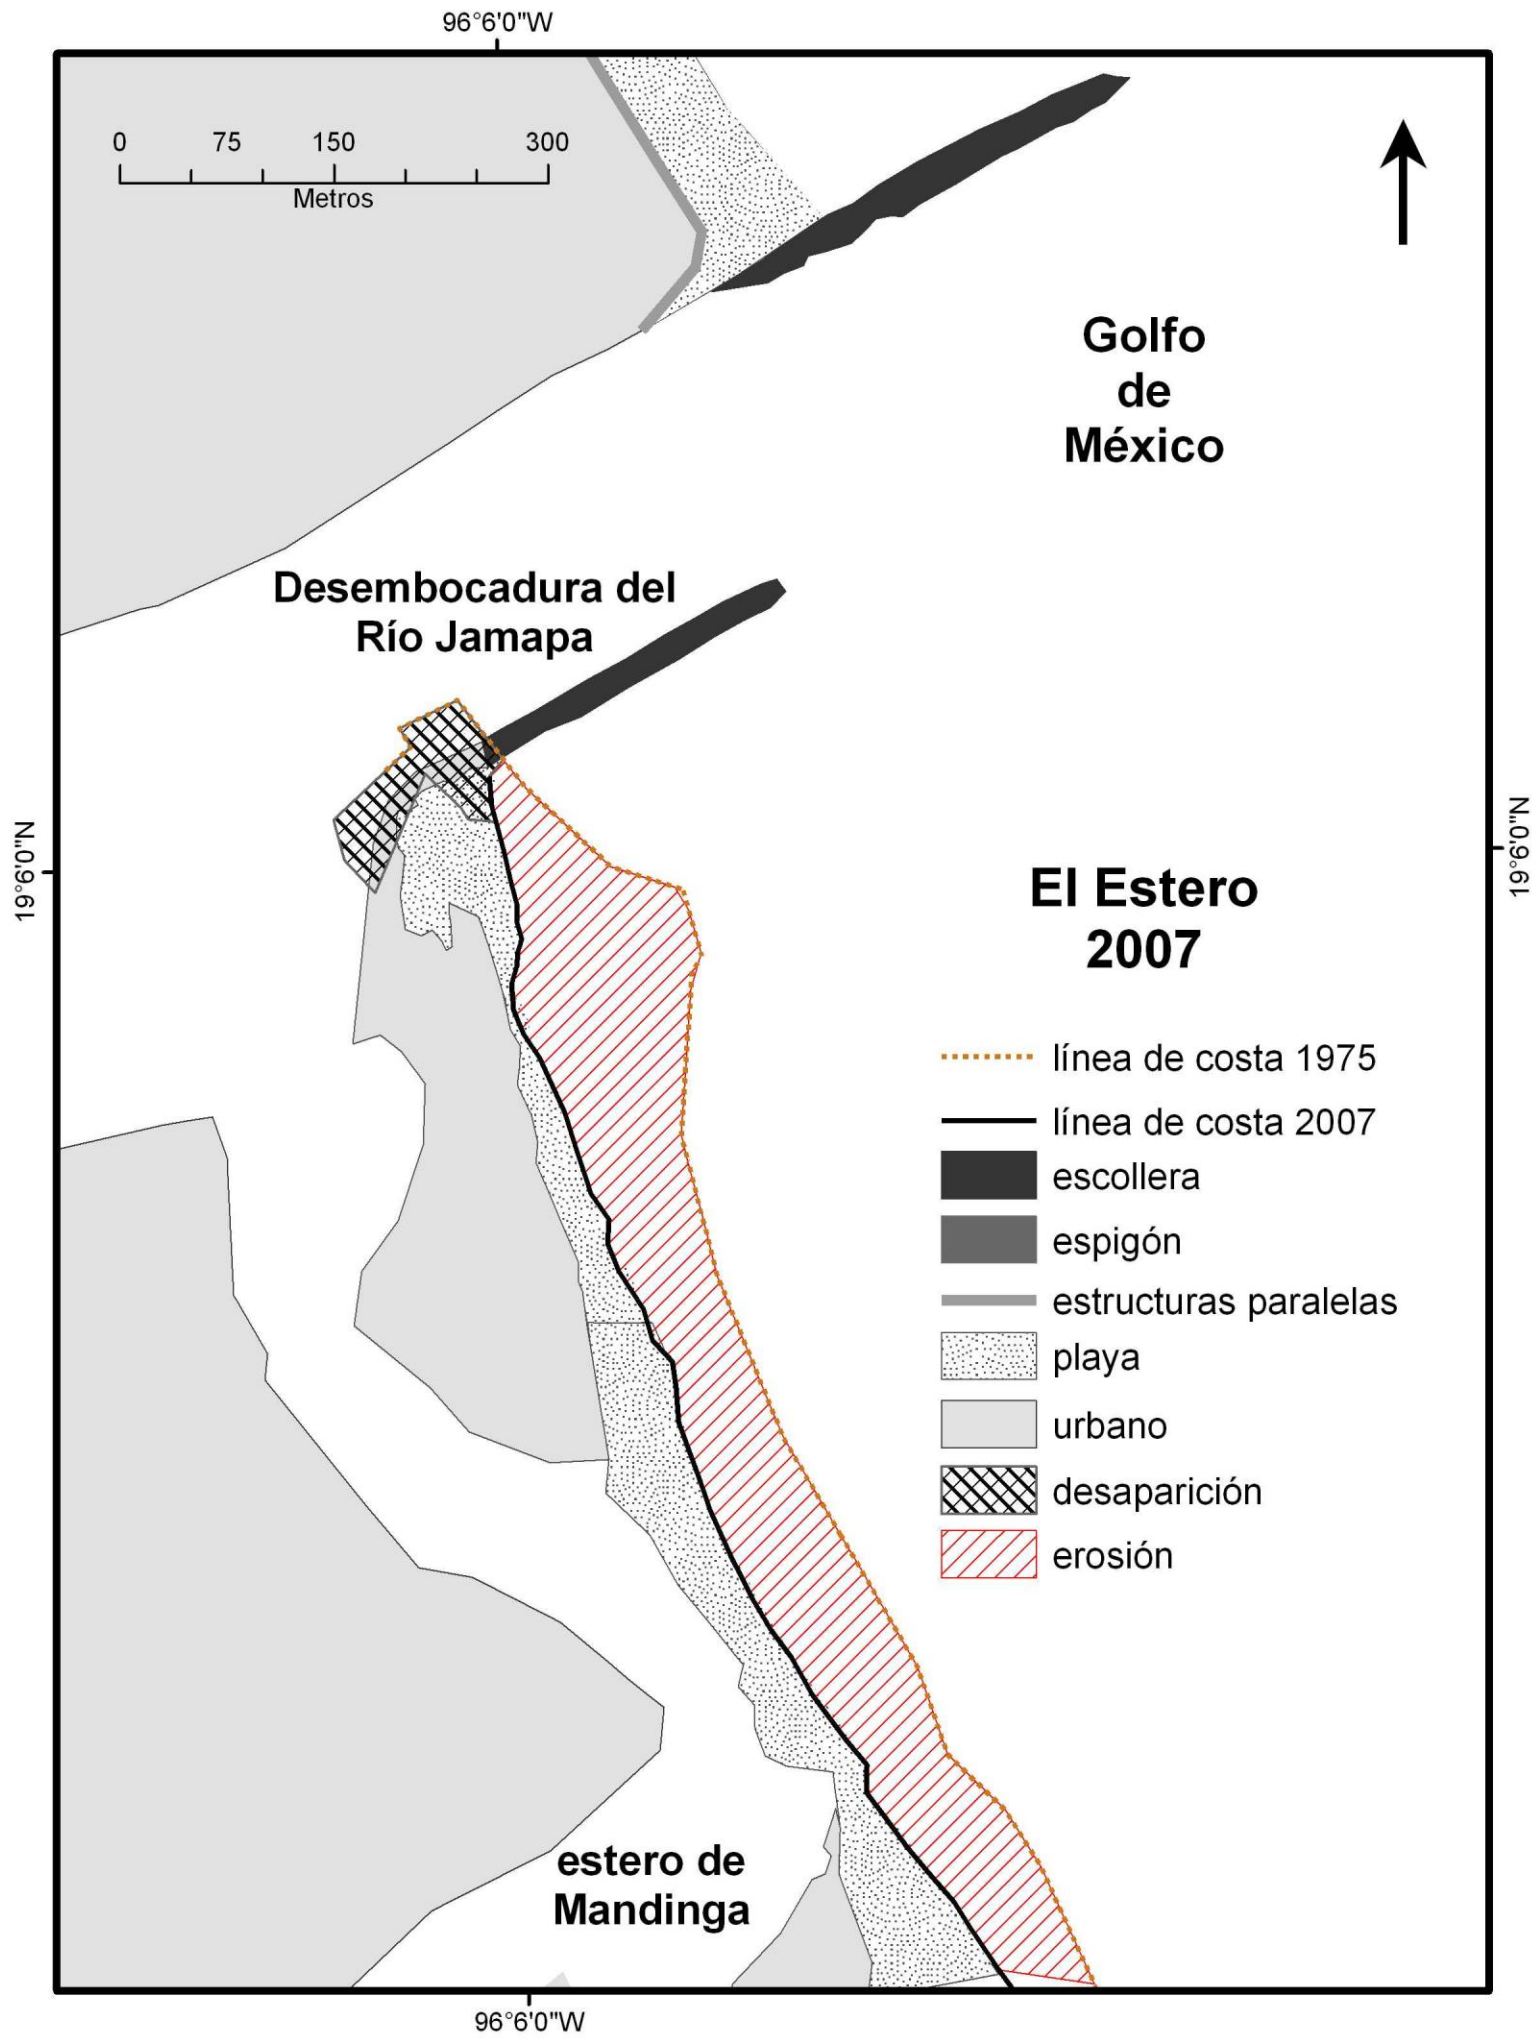 96°6'0"W
0 75 150 300
Metros
Golfo
de
México
Desembocadura del
Río Jamapa
19°6'0"N
19°6'0"N
El Estero
2007
línea de costa 1975
línea de costa 2007
escollera
espigón
estructuras paralelas
playa
urbano
desaparición
erosión
estero de
Mandinga
96°6'0"W